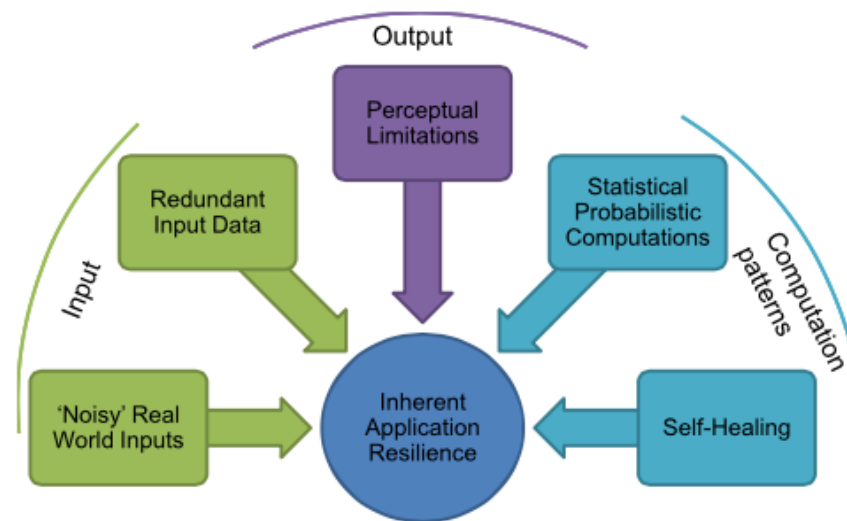 Output
Perceptual
Limitations
Redundant
Input Data
Statistical
Probabilistic
Computations
Input
Computation
patterns
‘Noisy’ Real
World Inputs
Inherent
Application
Resilience
Self-Healing